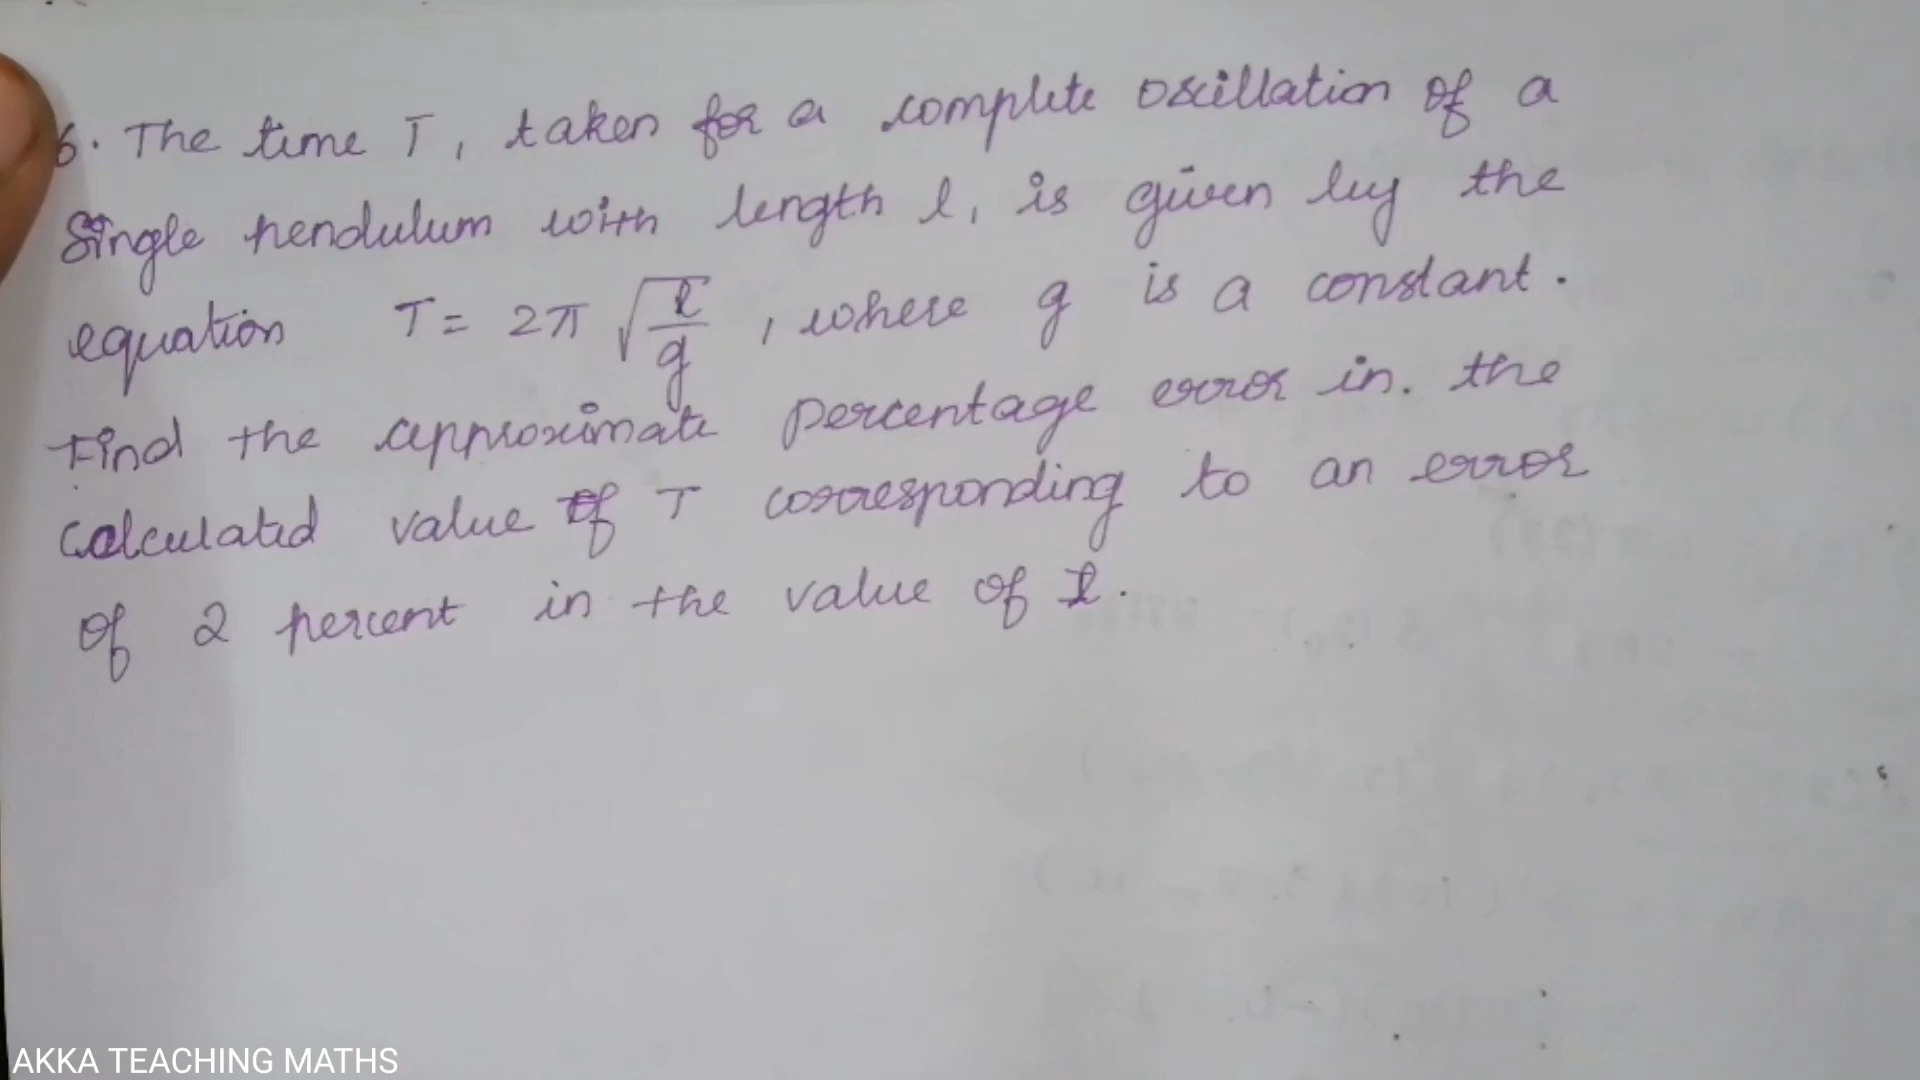 6. The time T, taken for a complete oscillation of a
Single pendulum with length l, is given by the
equation T = 2π √(l/g), where g is a constant.
Find the approximate percentage error in. the
calculated value of T corresponding to an error
of 2 percent in the value of l.
AKKA TEACHING MATHS